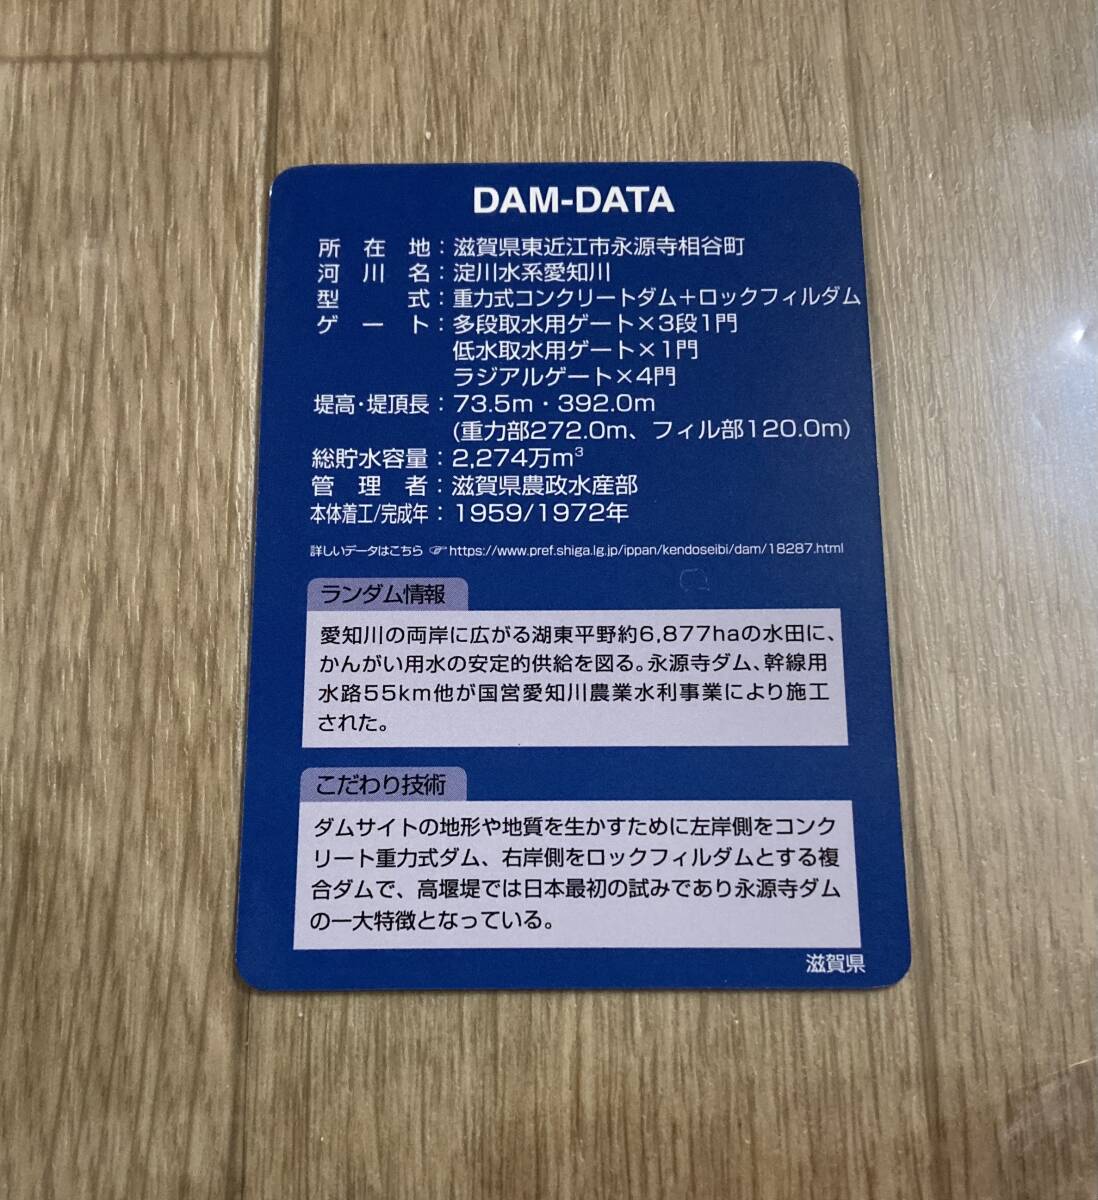 DAM-DATA
所在地：滋賀県東近江市永源寺相谷町
河川名：淀川水系愛知川
型式：重力式コンクリートダム＋ロックフィルダム
ゲート：多段取水用ゲート×3段1門
低水取水用ゲート×1門
ラジアルゲート×4門
堤高・堤頂長：73.5m・392.0m
(重力部272.0m、フィル部120.0m)
総貯水容量：2,274万m³
管理者：滋賀県農政水産部
本体着工/完成年：1959/1972年
詳しいデータはこちら ☞https://www.pref.shiga.lg.jp/ippan/kendoseibi/dam/18287.html
ランダム情報
愛知川の両岸に広がる湖東平野約6,877haの水田に、
かんがい用水の安定的供給を図る。永源寺ダム、幹線用
水路55km他が国営愛知川農業水利事業により施工
された。
こだわり技術
ダムサイトの地形や地質を生かすために左岸側をコンク
リート重力式ダム、右岸側をロックフィルダムとする複
合ダムで、高堰堤では日本最初の試みであり永源寺ダム
の一大特徴となっている。
滋賀県